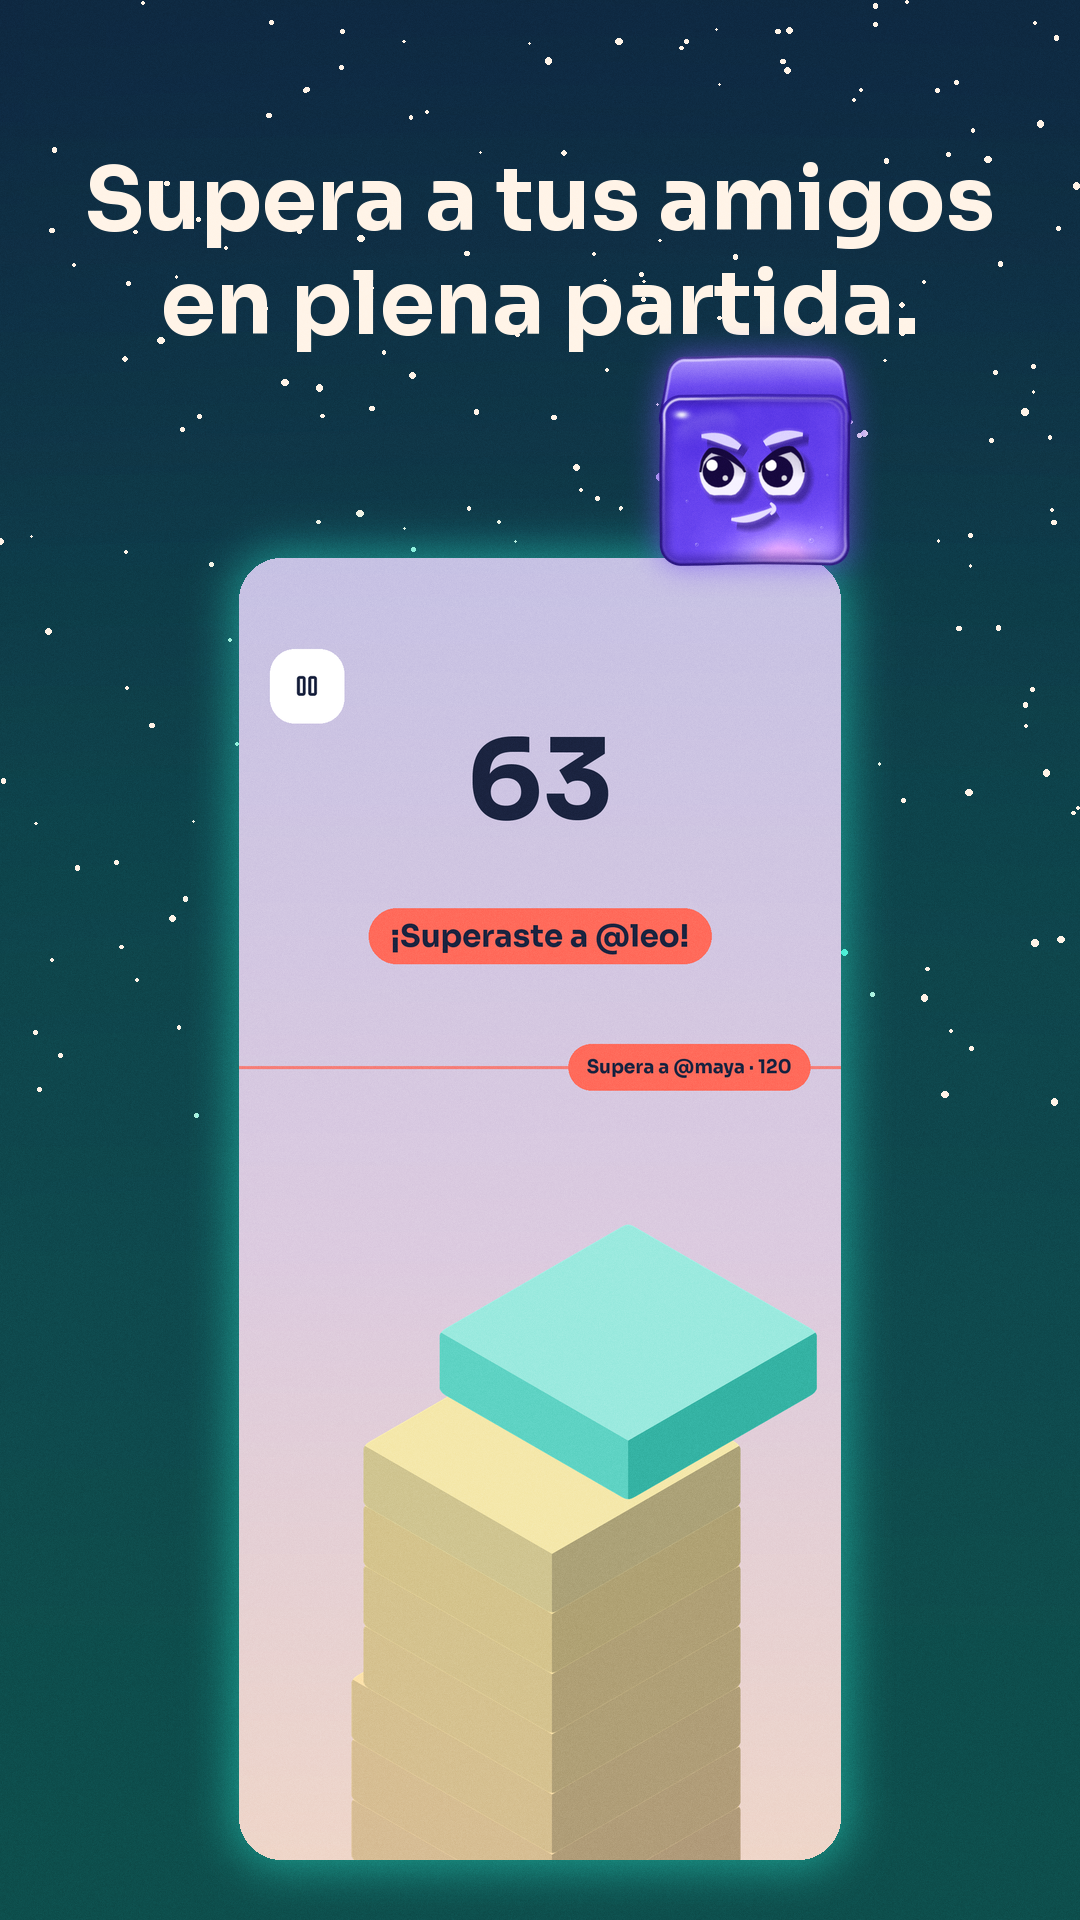 Supera a tus amigos
en plena partida.
63
¡Superaste a @leo!
Supera a @maya · 120